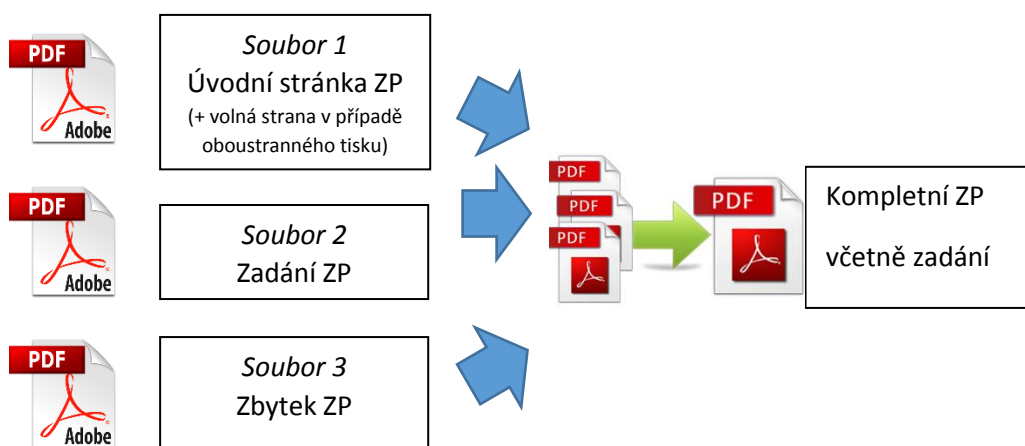 PDF
Adobe
Soubor 1
Úvodní stránka ZP
(+ volná strana v případě
oboustranného tisku)
PDF
Adobe
Soubor 2
Zadání ZP
PDF
Adobe
Soubor 3
Zbytek ZP
PDF
PDF
PDF
PDF
Kompletní ZP
včetně zadání